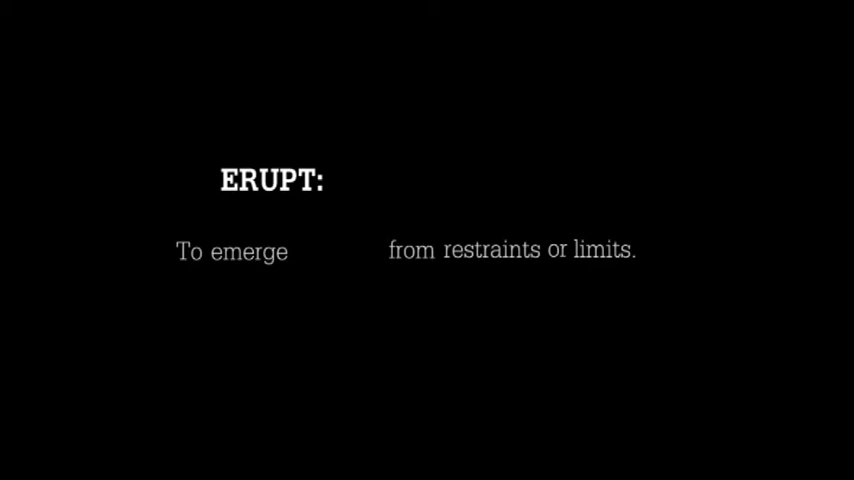 ERUPT:
To emerge from restraints or limits.